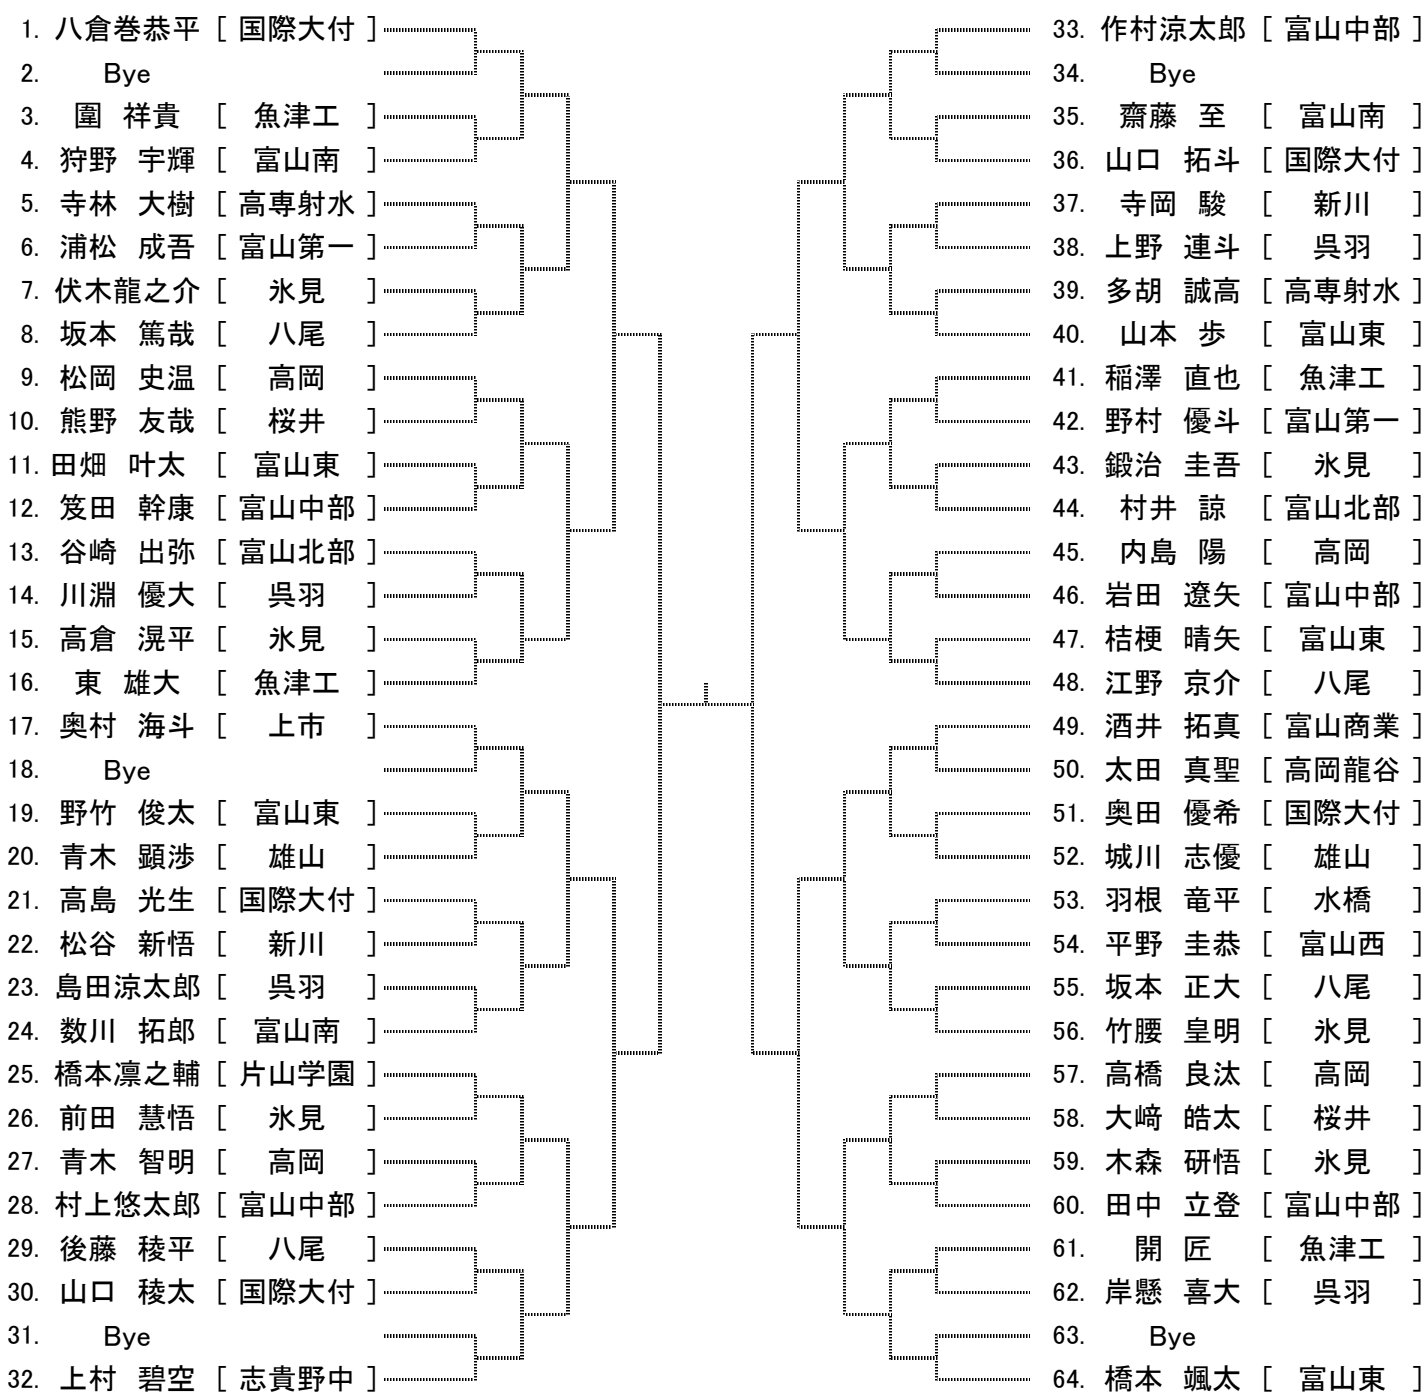 1. 八倉巻恭平 [ 国際大付 ]
2. Bye
3. 圍 祥貴 [ 魚津工 ]
4. 狩野 宇輝 [ 富山南 ]
5. 寺林 大樹 [ 高専射水 ]
6. 浦松 成吾 [ 富山第一 ]
7. 伏木龍之介 [ 氷見 ]
8. 坂本 篤哉 [ 八尾 ]
9. 松岡 史温 [ 高岡 ]
10. 熊野 友哉 [ 桜井 ]
11. 田畑 叶太 [ 富山東 ]
12. 笈田 幹康 [ 富山中部 ]
13. 谷崎 出弥 [ 富山北部 ]
14. 川淵 優大 [ 呉羽 ]
15. 高倉 滉平 [ 氷見 ]
16. 東 雄大 [ 魚津工 ]
17. 奥村 海斗 [ 上市 ]
18. Bye
19. 野竹 俊太 [ 富山東 ]
20. 青木 顕渉 [ 雄山 ]
21. 高島 光生 [ 国際大付 ]
22. 松谷 新悟 [ 新川 ]
23. 島田涼太郎 [ 呉羽 ]
24. 数川 拓郎 [ 富山南 ]
25. 橋本凛之輔 [ 片山学園 ]
26. 前田 慧悟 [ 氷見 ]
27. 青木 智明 [ 高岡 ]
28. 村上悠太郎 [ 富山中部 ]
29. 後藤 稜平 [ 八尾 ]
30. 山口 稜太 [ 国際大付 ]
31. Bye
32. 上村 碧空 [ 志貴野中 ]
33. 作村涼太郎 [ 富山中部 ]
34. Bye
35. 齋藤 至 [ 富山南 ]
36. 山口 拓斗 [ 国際大付 ]
37. 寺岡 駿 [ 新川 ]
38. 上野 連斗 [ 呉羽 ]
39. 多胡 誠高 [ 高専射水 ]
40. 山本 歩 [ 富山東 ]
41. 稲澤 直也 [ 魚津工 ]
42. 野村 優斗 [ 富山第一 ]
43. 鍛治 圭吾 [ 氷見 ]
44. 村井 諒 [ 富山北部 ]
45. 内島 陽 [ 高岡 ]
46. 岩田 遼矢 [ 富山中部 ]
47. 桔梗 晴矢 [ 富山東 ]
48. 江野 京介 [ 八尾 ]
49. 酒井 拓真 [ 富山商業 ]
50. 太田 真聖 [ 高岡龍谷 ]
51. 奥田 優希 [ 国際大付 ]
52. 城川 志優 [ 雄山 ]
53. 羽根 竜平 [ 水橋 ]
54. 平野 圭恭 [ 富山西 ]
55. 坂本 正大 [ 八尾 ]
56. 竹腰 皇明 [ 氷見 ]
57. 高橋 良汰 [ 高岡 ]
58. 大﨑 皓太 [ 桜井 ]
59. 木森 研悟 [ 氷見 ]
60. 田中 立登 [ 富山中部 ]
61. 開 匠 [ 魚津工 ]
62. 岸懸 喜大 [ 呉羽 ]
63. Bye
64. 橋本 颯太 [ 富山東 ]